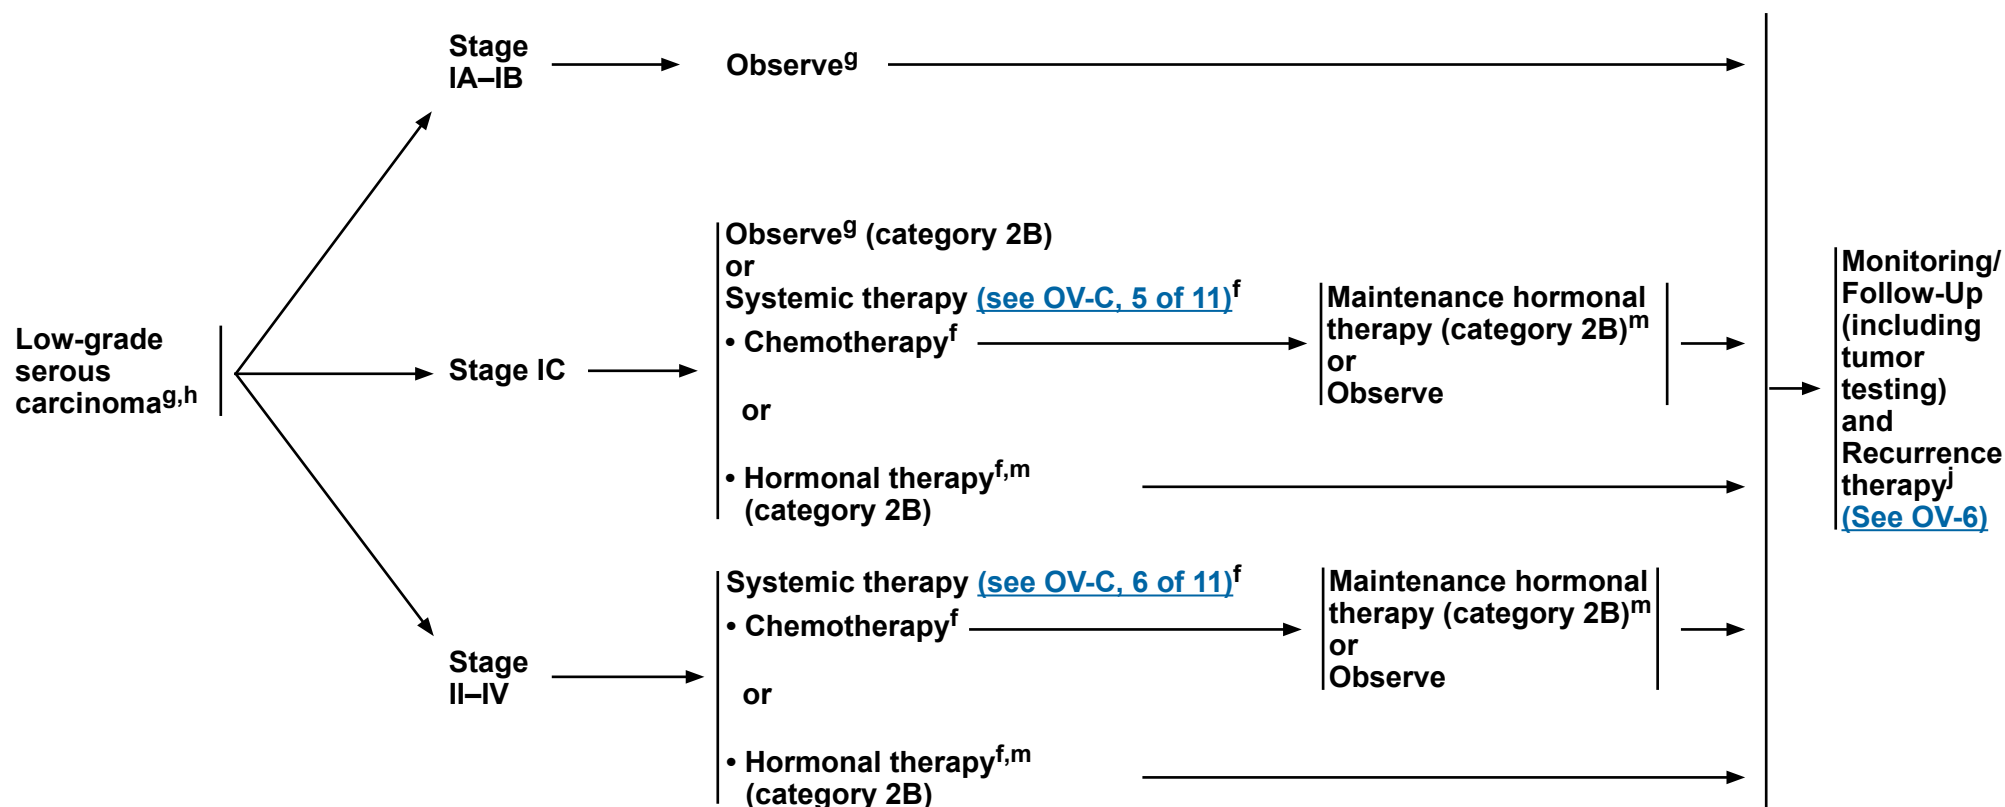 Low-grade
serous
carcinomag,h
Stage
IA–IB
Observeg
Stage IC
Observeg (category 2B)
or
Systemic therapy (see OV-C, 5 of 11)f
• Chemotherapyf
or
• Hormonal therapyf,m
(category 2B)
Maintenance hormonal
therapy (category 2B)m
or
Observe
Stage
II–IV
Systemic therapy (see OV-C, 6 of 11)f
• Chemotherapyf
or
• Hormonal therapyf,m
(category 2B)
Maintenance hormonal
therapy (category 2B)m
or
Observe
Monitoring/
Follow-Up
(including
tumor
testing)
and
Recurrence
therapyj
(See OV-6)